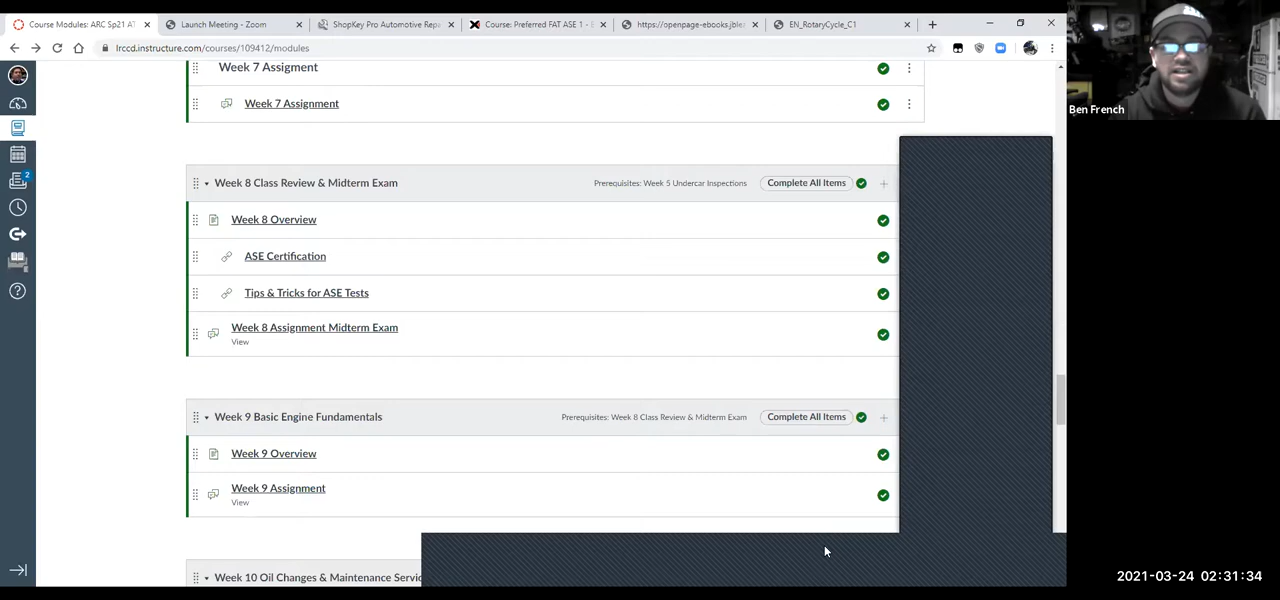 Course Modules: ARC Sp21 AT
Launch Meeting - Zoom
ShopKey Pro Automotive Repa
Course: Preferred FAT ASE 1 - E
https://openpage-ebooks.jblea
EN_RotaryCycle_C1
lrccd.instructure.com/courses/109412/modules
Ben French
Week 7 Assigment
Week 7 Assignment
Week 8 Class Review & Midterm Exam
Prerequisites: Week 5 Undercar Inspections
Complete All Items
2
Week 8 Overview
ASE Certification
Tips & Tricks for ASE Tests
Week 8 Assignment Midterm Exam
View
Week 9 Basic Engine Fundamentals
Prerequisites: Week 8 Class Review & Midterm Exam
Complete All Items
Week 9 Overview
Week 9 Assignment
View
Week 10 Oil Changes & Maintenance Servic
2021-03-24 02:31:34